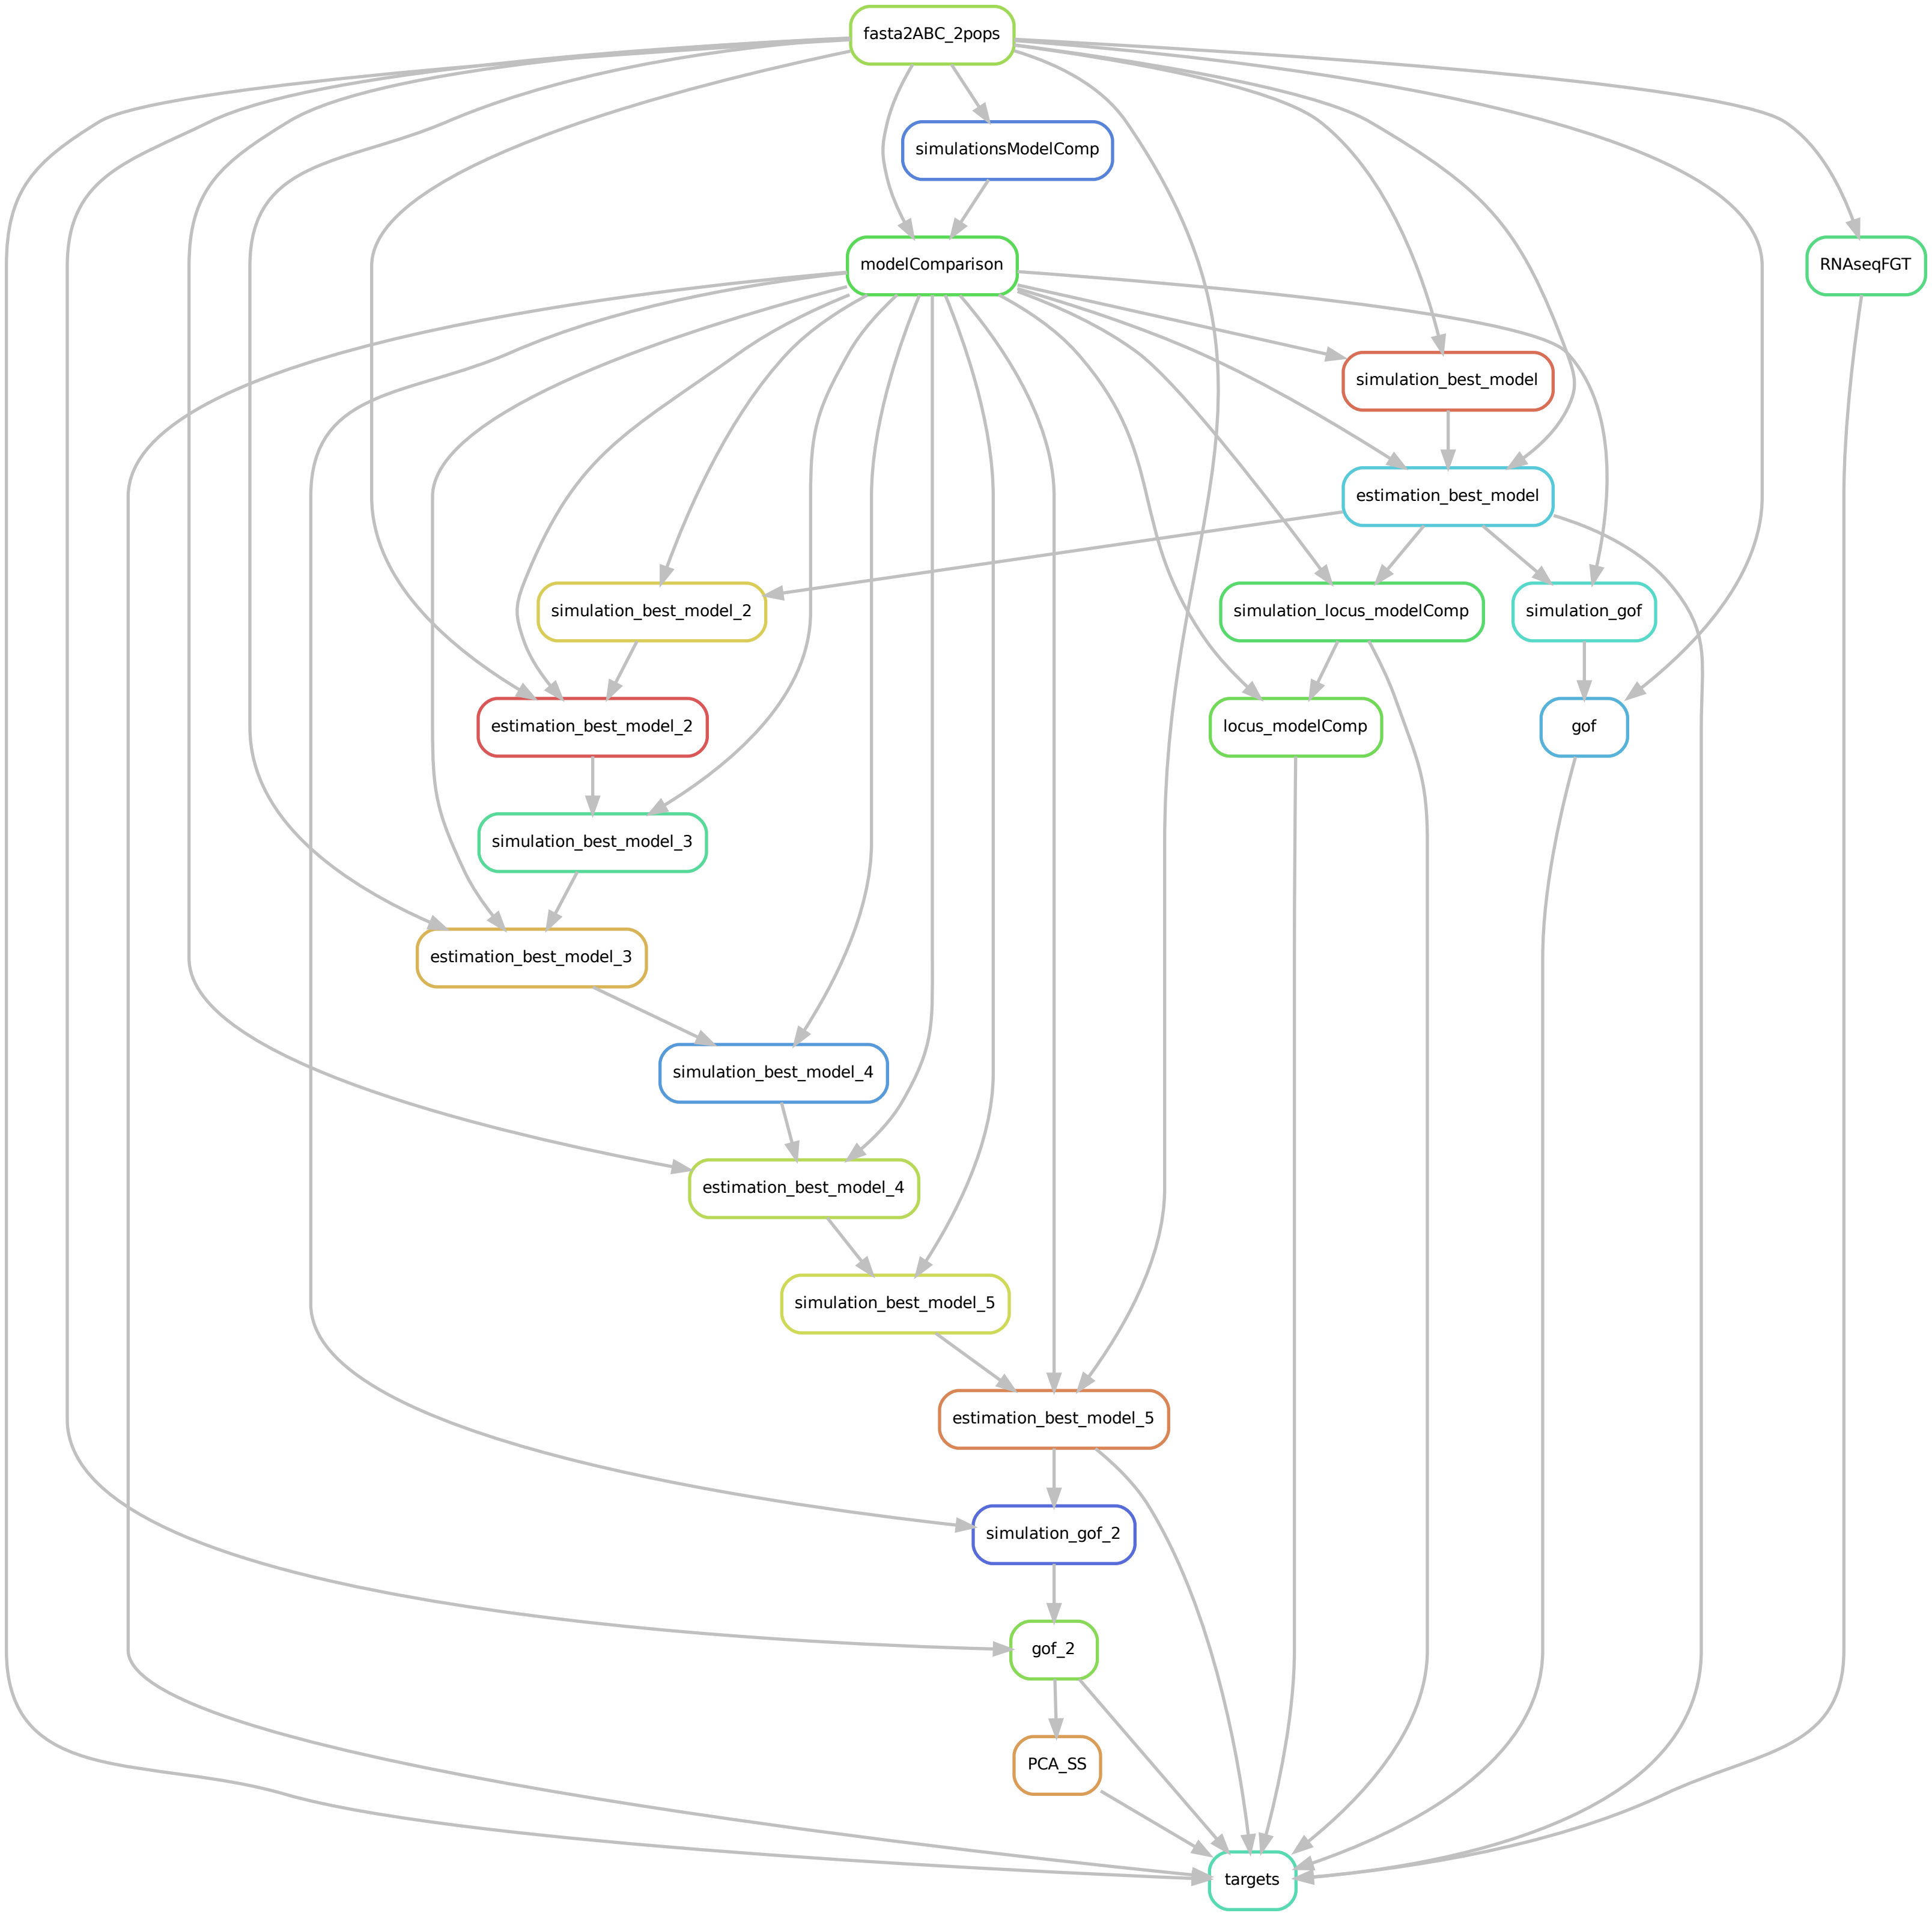 fasta2ABC_2pops
simulationsModelComp
modelComparison
RNAseqFGT
simulation_best_model
estimation_best_model
simulation_best_model_2
simulation_locus_modelComp
simulation_gof
estimation_best_model_2
locus_modelComp
gof
simulation_best_model_3
estimation_best_model_3
simulation_best_model_4
estimation_best_model_4
simulation_best_model_5
estimation_best_model_5
simulation_gof_2
gof_2
PCA_SS
targets